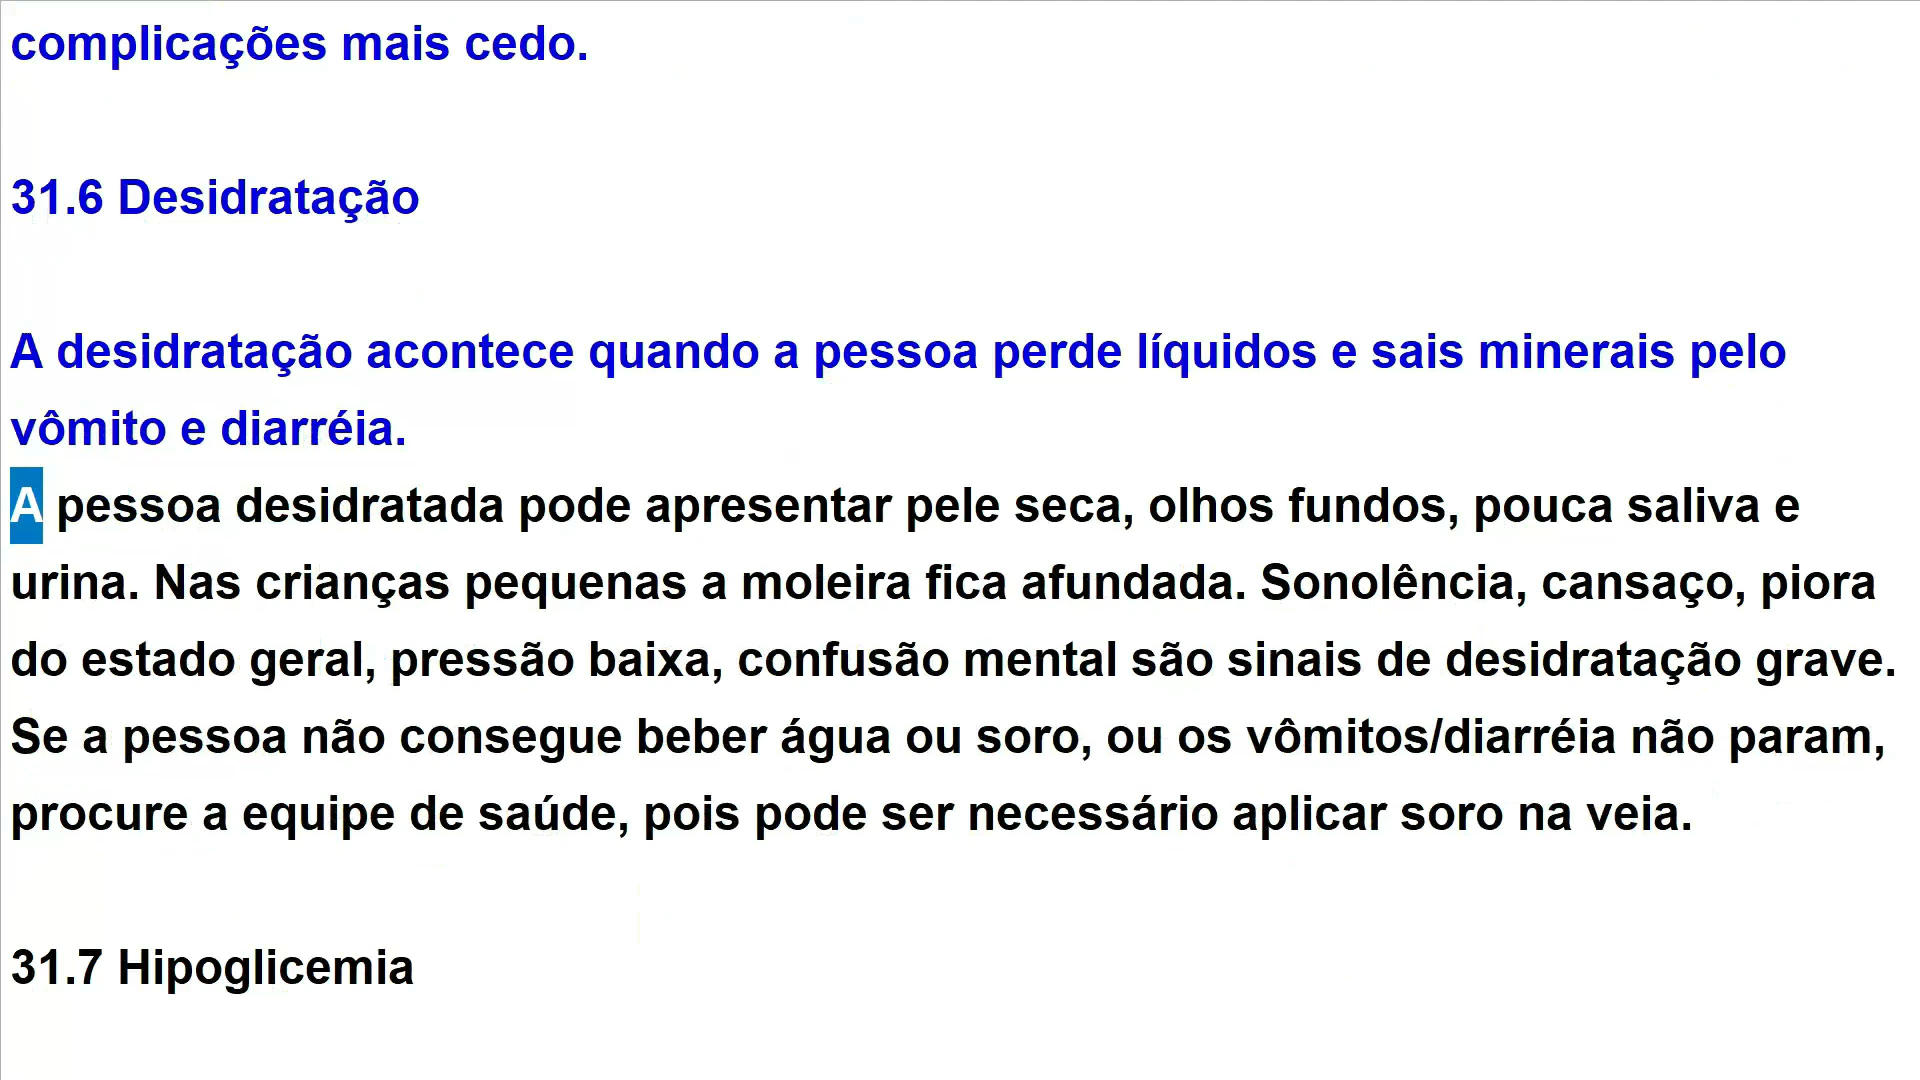 complicações mais cedo.
31.6 Desidratação
A desidratação acontece quando a pessoa perde líquidos e sais minerais pelo
vômito e diarréia.
A pessoa desidratada pode apresentar pele seca, olhos fundos, pouca saliva e
urina. Nas crianças pequenas a moleira fica afundada. Sonolência, cansaço, piora
do estado geral, pressão baixa, confusão mental são sinais de desidratação grave.
Se a pessoa não consegue beber água ou soro, ou os vômitos/diarréia não param,
procure a equipe de saúde, pois pode ser necessário aplicar soro na veia.
31.7 Hipoglicemia